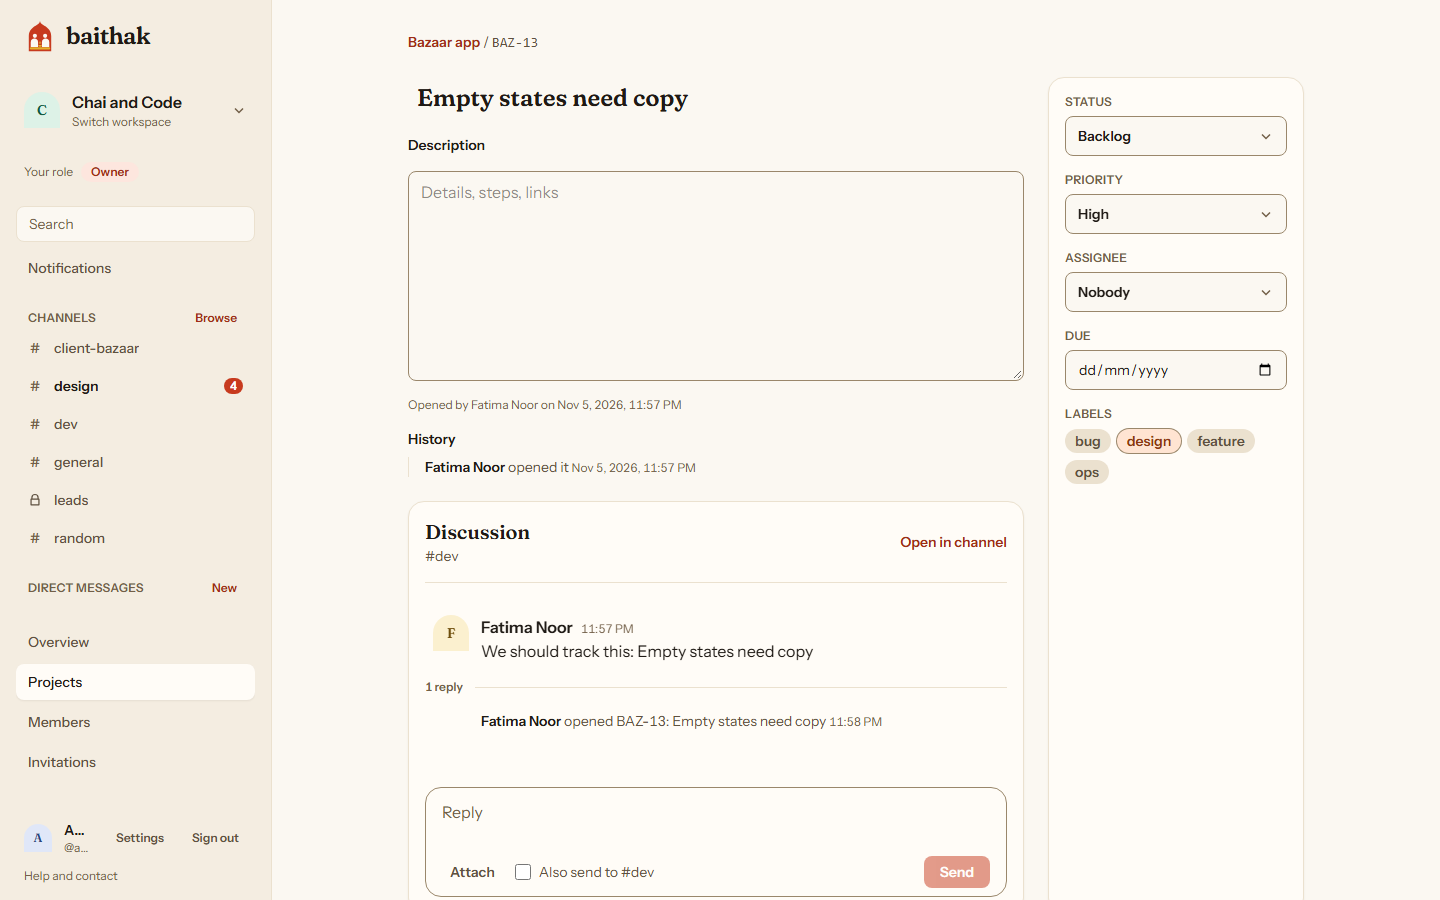 baithak
C
Chai and Code
Switch workspace
Your role Owner
Search
Notifications
CHANNELS Browse
# client-bazaar
# design 4
# dev
# general
leads
# random
DIRECT MESSAGES New
Overview
Projects
Members
Invitations
A
A...
@a...
Settings
Sign out
Help and contact
Bazaar app / BAZ-13
Empty states need copy
Description
Details, steps, links
Opened by Fatima Noor on Nov 5, 2026, 11:57 PM
History
Fatima Noor opened it Nov 5, 2026, 11:57 PM
Discussion
#dev
Open in channel
F
Fatima Noor 11:57 PM
We should track this: Empty states need copy
1 reply
Fatima Noor opened BAZ-13: Empty states need copy 11:58 PM
Reply
Attach Also send to #dev Send
STATUS
Backlog
PRIORITY
High
ASSIGNEE
Nobody
DUE
dd/mm/yyyy
LABELS
bug design feature
ops